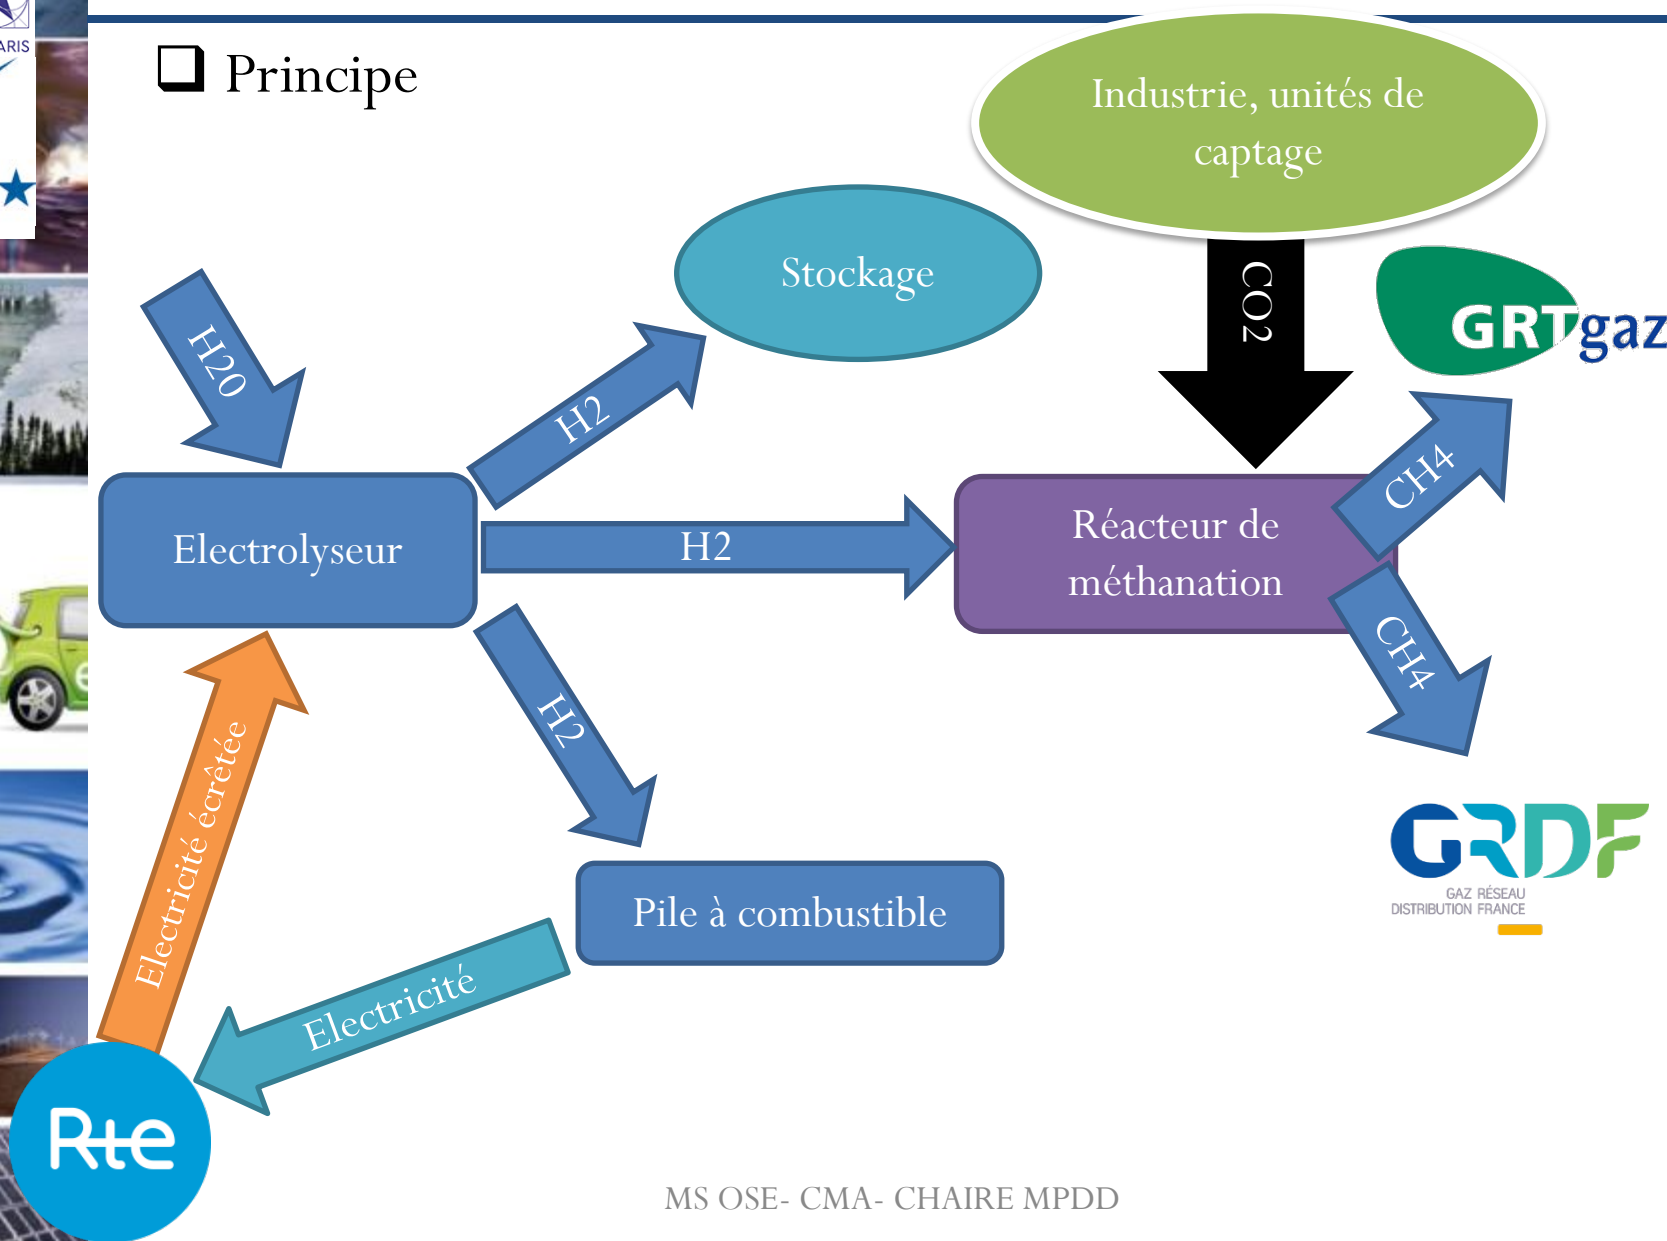 ARIS
Principe
Industrie, unités de
captage
Stockage
CO2
GRTgaz
H20
H2
CH4
Electrolyseur
H2
Réacteur de
méthanation
CH4
H2
Electricité écrêtée
GRDF
GAZ RÉSEAU
DISTRIBUTION FRANCE
Pile à combustible
Electricité
Rte
MS OSE- CMA- CHAIRE MPDD